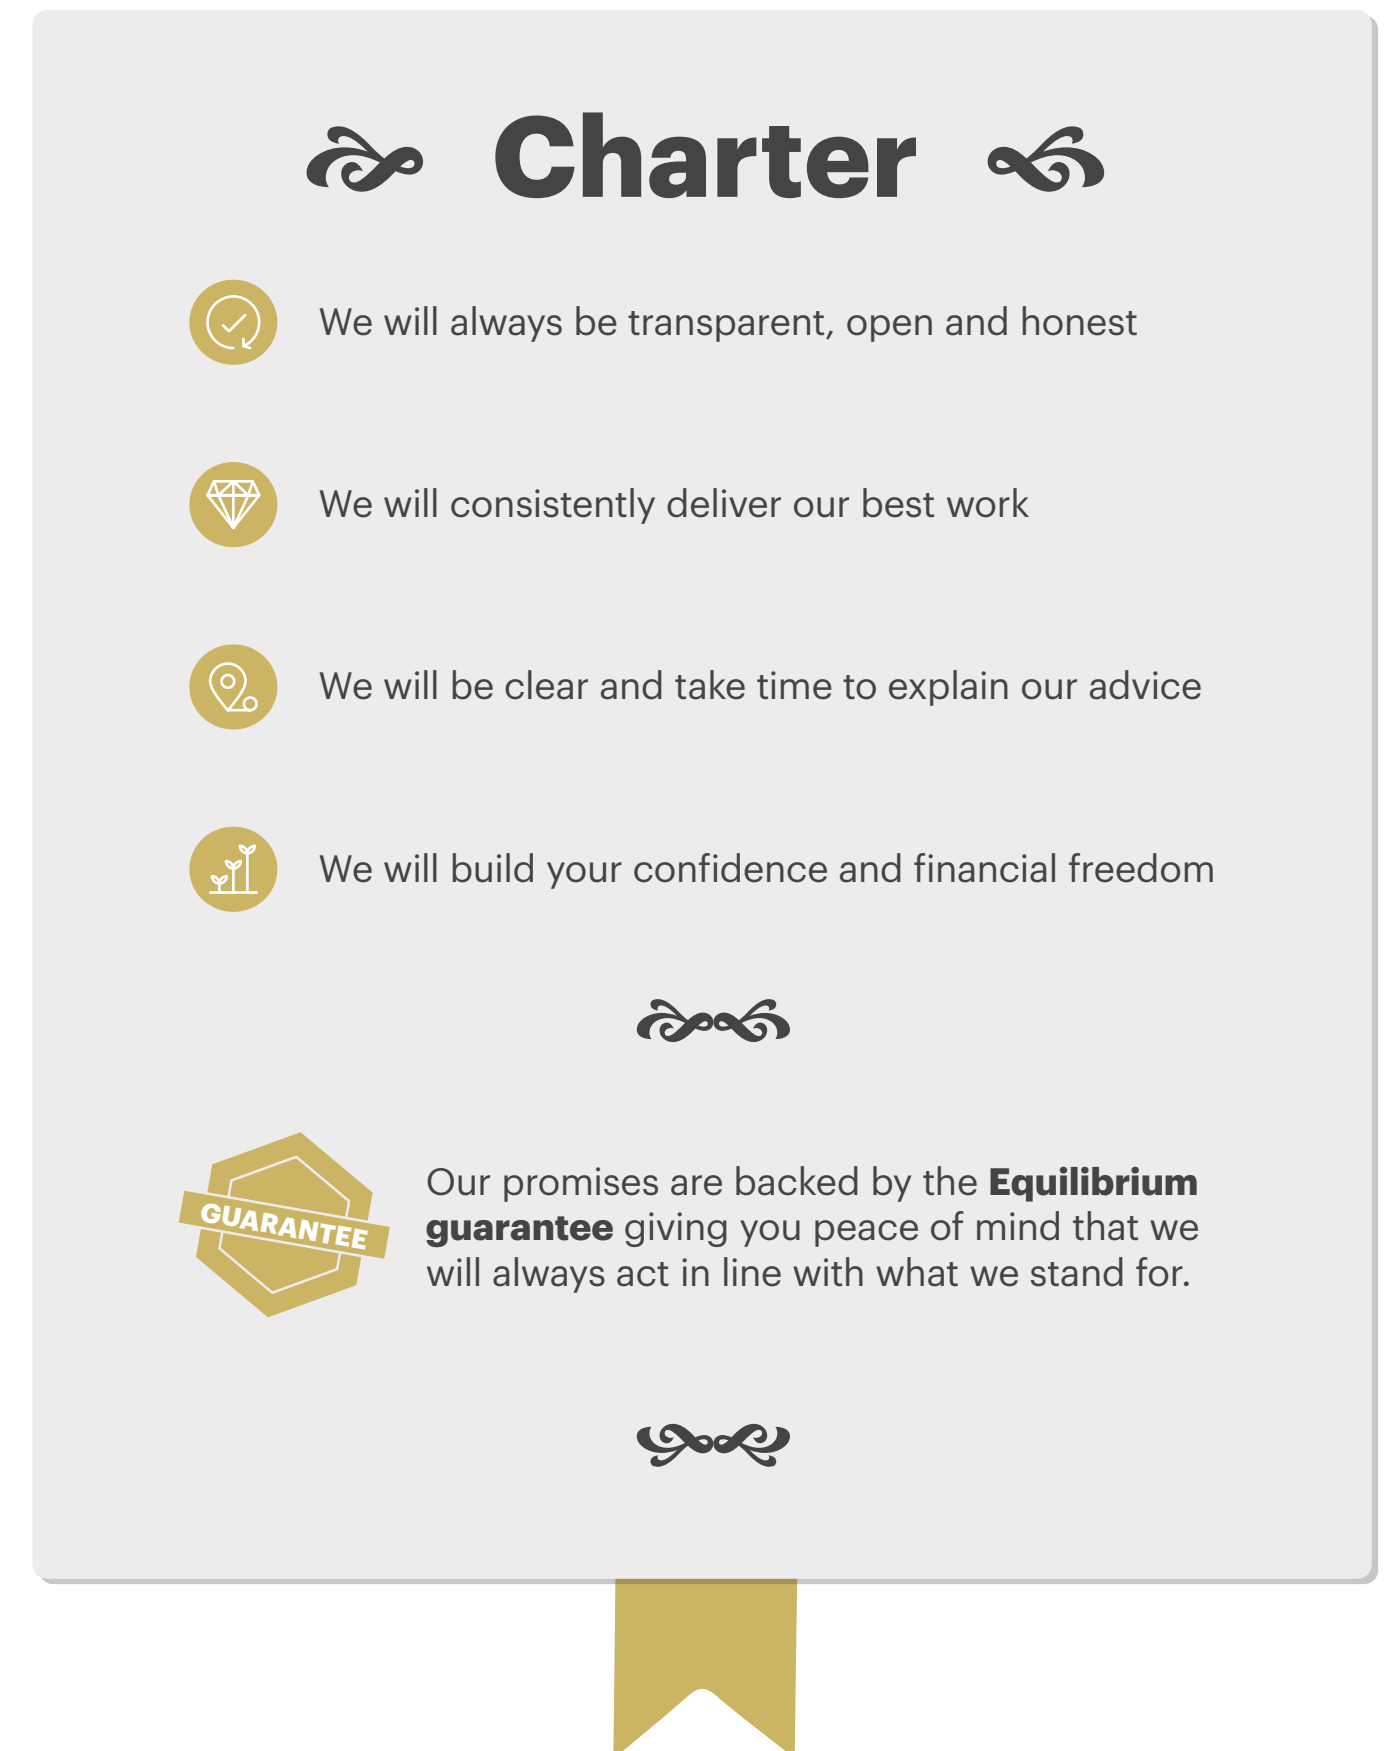 Charter
We will always be transparent, open and honest
We will consistently deliver our best work
We will be clear and take time to explain our advice
We will build your confidence and financial freedom
GUARANTEE
Our promises are backed by the Equilibrium
guarantee giving you peace of mind that we
will always act in line with what we stand for.